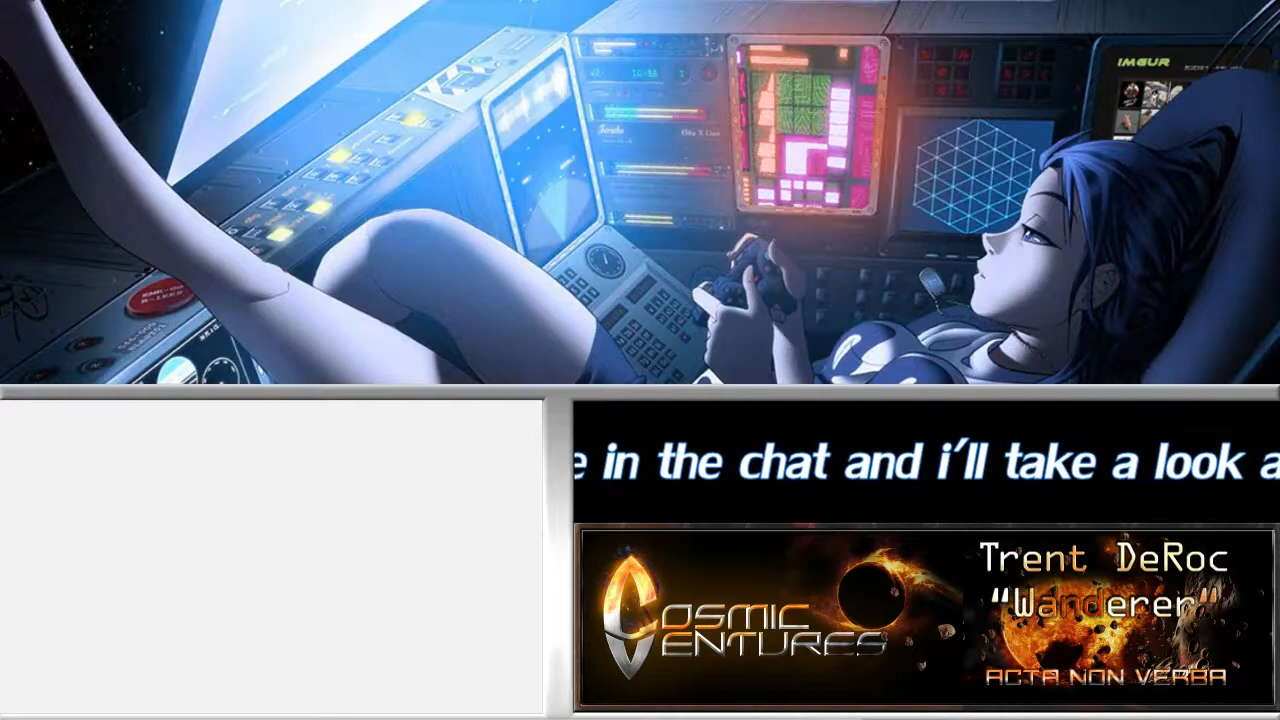 IMGUR
e in the chat and i'll take a look a
Trent DeRoc
"Wanderer"
COSMIC
VENTURES
ACTA NON VERBA